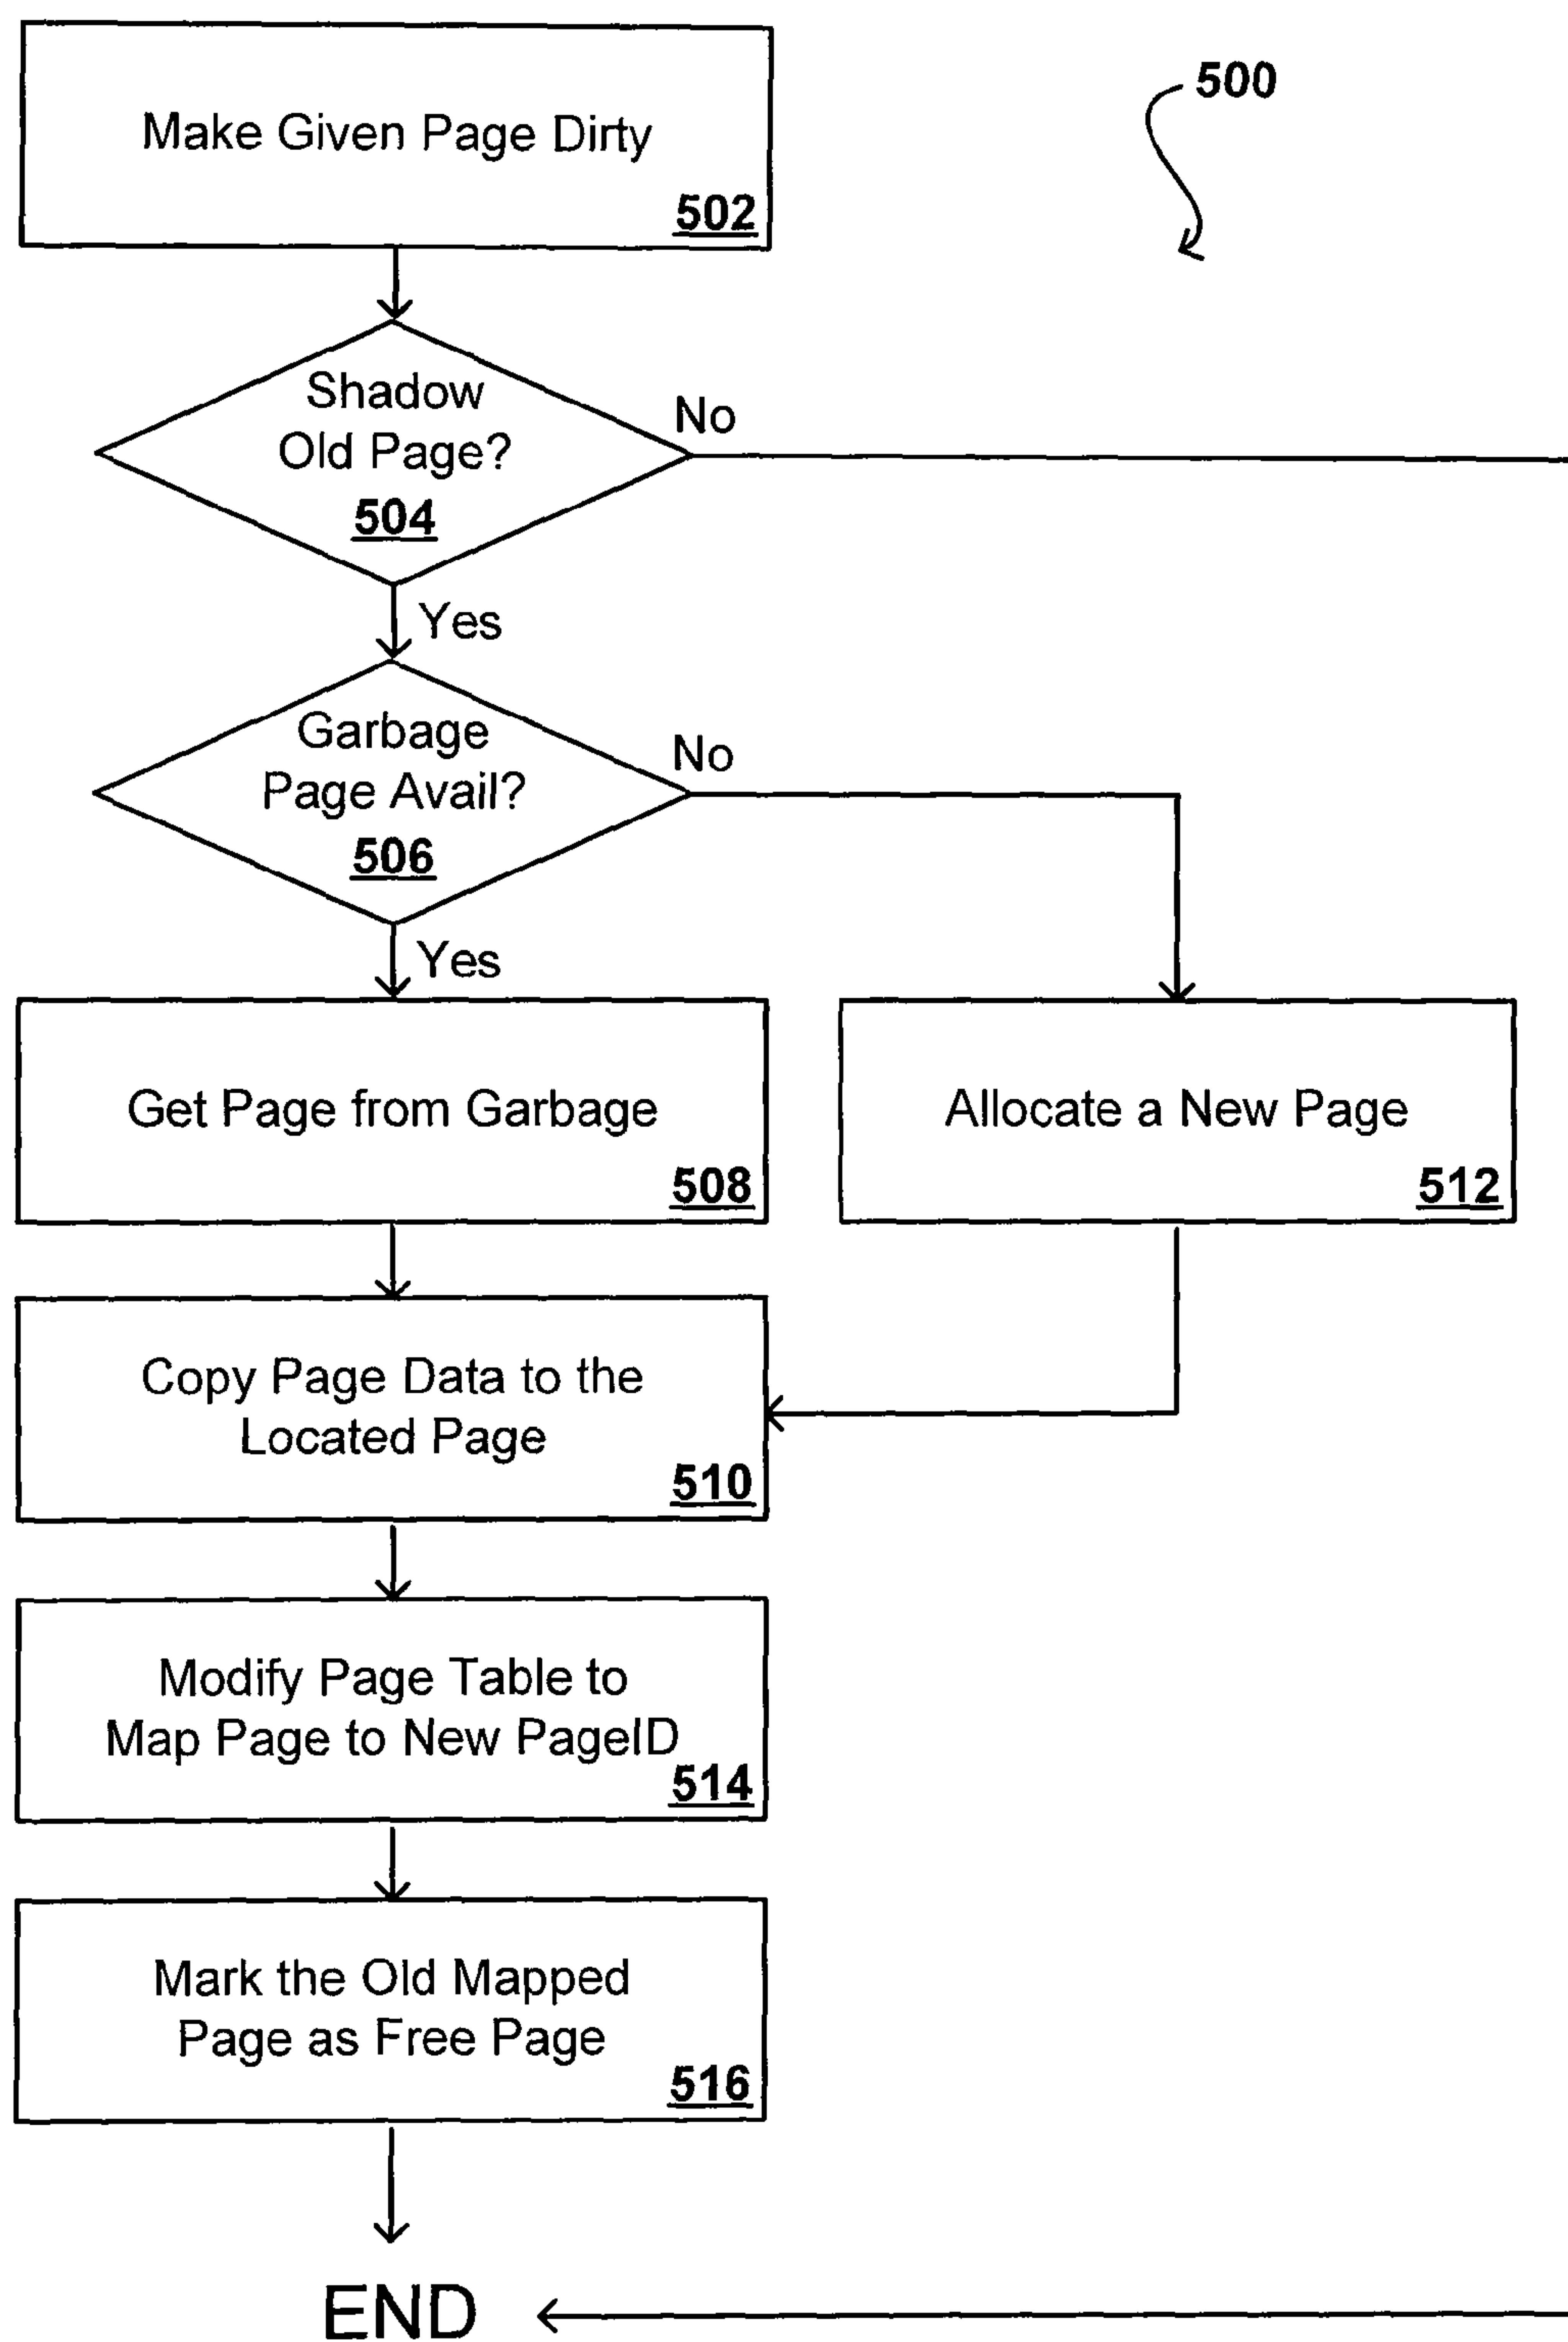 Make Given Page Dirty
502
500
Shadow
Old Page?
504
No
Yes
Garbage
Page Avail?
506
No
Yes
Get Page from Garbage
508
Allocate a New Page
512
Copy Page Data to the
Located Page
510
Modify Page Table to
Map Page to New PageID
514
Mark the Old Mapped
Page as Free Page
516
END